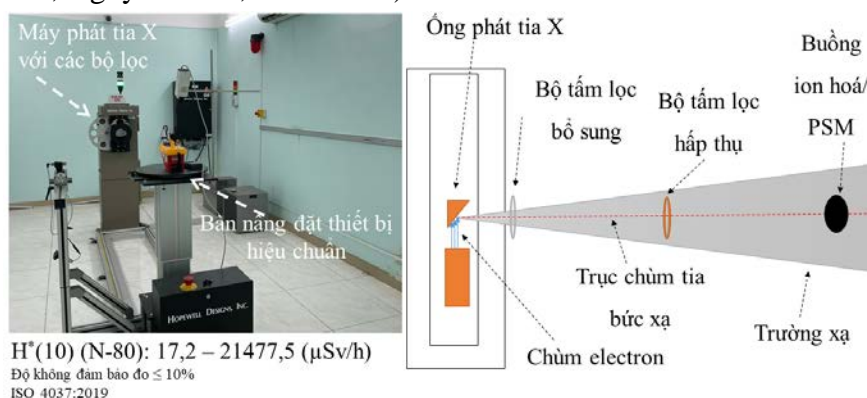 Máy phát tia X
với các bộ lọc
Bàn nâng đặt thiết bị
hiệu chuẩn
HOPEWELL DESIGNS, INC.
H*(10) (N-80): 17,2 – 21477,5 (µSv/h)
Độ không đảm bảo đo ≤ 10%
ISO 4037:2019
Ống phát tia X
Bộ tấm lọc
bổ sung
Bộ tấm lọc
hấp thụ
Buồng
ion hoá/
PSM
Trục chùm tia
bức xạ
Chùm electron
Trường xạ